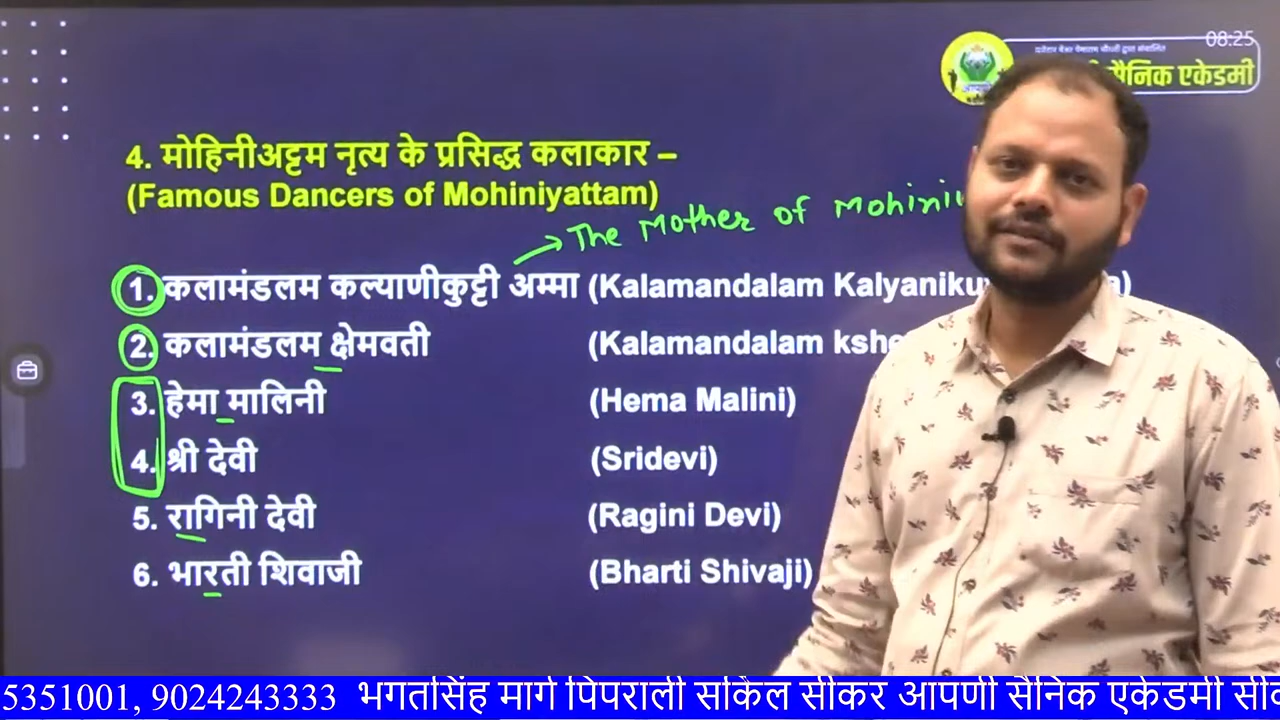 08:25
सैनिक एकेडमी
4. मोहिनीअट्टम नृत्य के प्रसिद्ध कलाकार –
(Famous Dancers of Mohiniyattam)
The Mother of Mohini
1. कलामंडलम कल्याणीकुट्टी अम्मा (Kalamandalam Kalyaniku
2. कलामंडलम क्षेमवती (Kalamandalam kshe
3. हेमा मालिनी (Hema Malini)
4. श्री देवी (Sridevi)
5. रागिनी देवी (Ragini Devi)
6. भारती शिवाजी (Bharti Shivaji)
5351001, 9024243333 भगतसिंह मार्ग पिपराली सर्किल सीकर आपणी सैनिक एकेडमी सीक